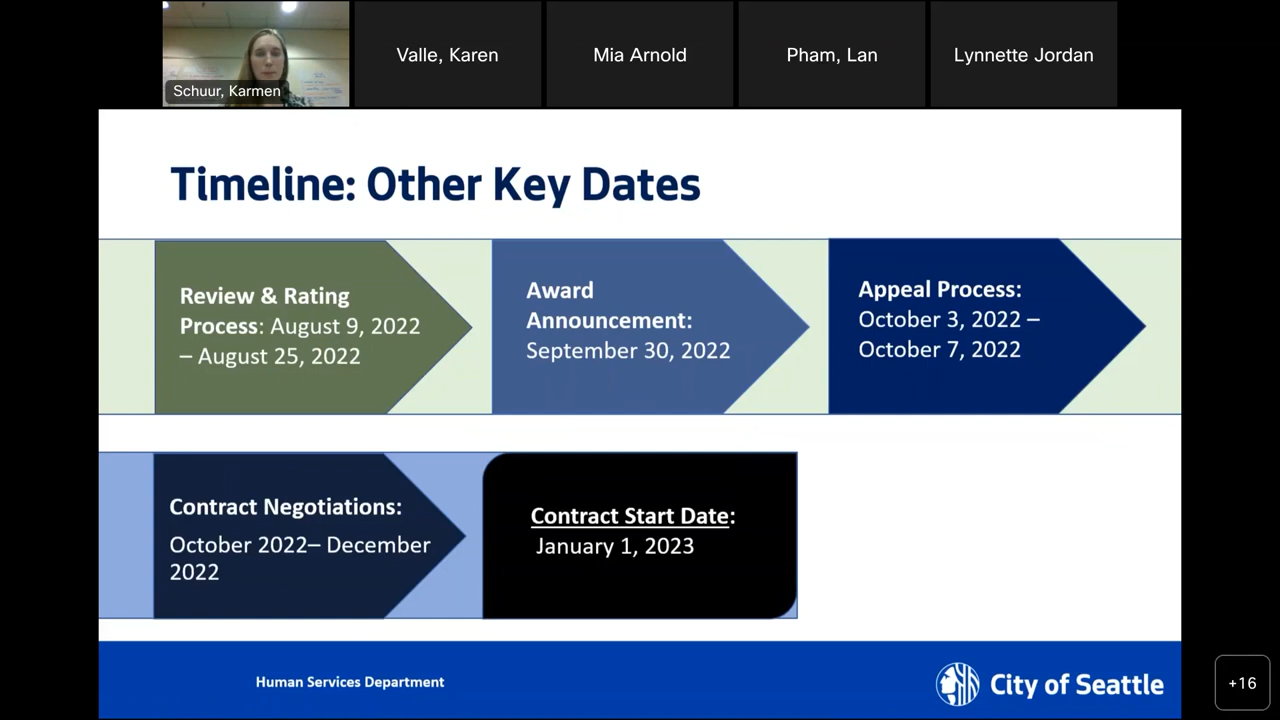 Schuur, Karmen
Valle, Karen
Mia Arnold
Pham, Lan
Lynnette Jordan
Timeline: Other Key Dates
Review & Rating
Process: August 9, 2022
– August 25, 2022
Award
Announcement:
September 30, 2022
Appeal Process:
October 3, 2022 –
October 7, 2022
Contract Negotiations:
October 2022– December
2022
Contract Start Date:
January 1, 2023
Human Services Department
City of Seattle
+16